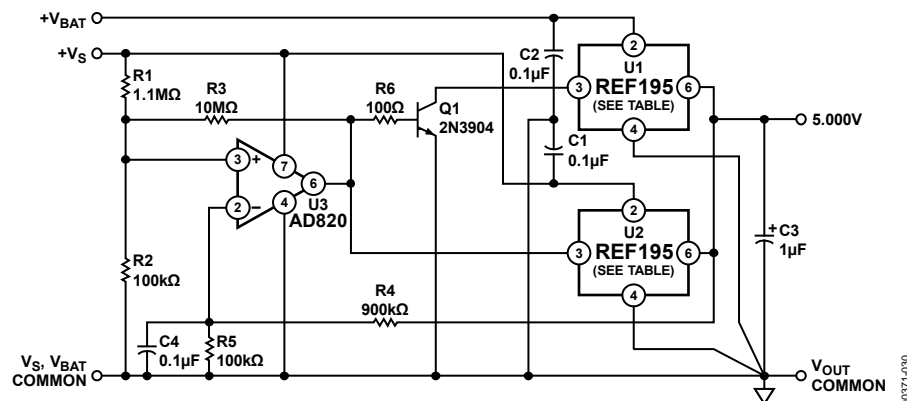 +VBAT
+VS
R1
1.1MΩ
R3
10MΩ
R6
100Ω
Q1
2N3904
C2
0.1µF
2
U1
REF195
(SEE TABLE)
3
6
4
5.000V
C1
0.1µF
3
+
7
6
2
−
4
U3
AD820
2
U2
REF195
(SEE TABLE)
3
6
4
+
C3
1µF
R2
100kΩ
R4
900kΩ
C4
0.1µF
R5
100kΩ
VS, VBAT
COMMON
VOUT
COMMON
00371-030